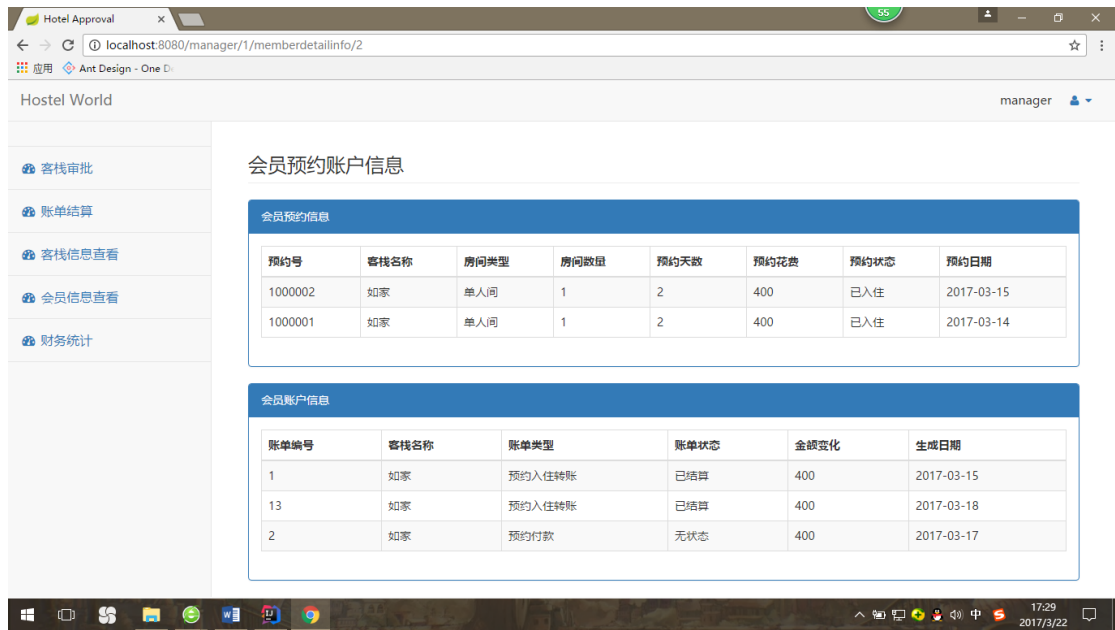 Hotel Approval
55
localhost:8080/manager/1/memberdetailinfo/2
应用 Ant Design - One D
Hostel World manager
客栈审批
账单结算
客栈信息查看
会员信息查看
财务统计
会员预约账户信息
会员预约信息
预约号 客栈名称 房间类型 房间数量 预约天数 预约花费 预约状态 预约日期
1000002 如家 单人间 1 2 400 已入住 2017-03-15
1000001 如家 单人间 1 2 400 已入住 2017-03-14
会员账户信息
账单编号 客栈名称 账单类型 账单状态 金额变化 生成日期
1 如家 预约入住转账 已结算 400 2017-03-15
13 如家 预约入住转账 已结算 400 2017-03-18
2 如家 预约付款 无状态 400 2017-03-17
中
17:29
2017/3/22